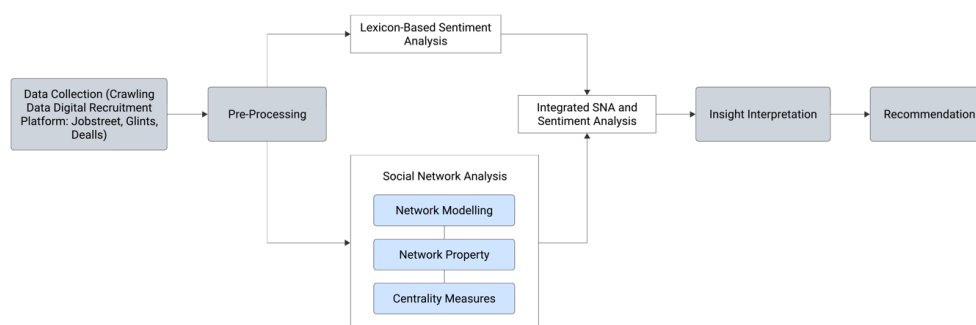 Lexicon-Based Sentiment
Analysis
Data Collection (Crawling
Data Digital Recruitment
Platform: Jobstreet, Glints,
Dealls)
Pre-Processing
Integrated SNA and
Sentiment Analysis
Insight Interpretation
Recommendation
Social Network Analysis
Network Modelling
Network Property
Centrality Measures